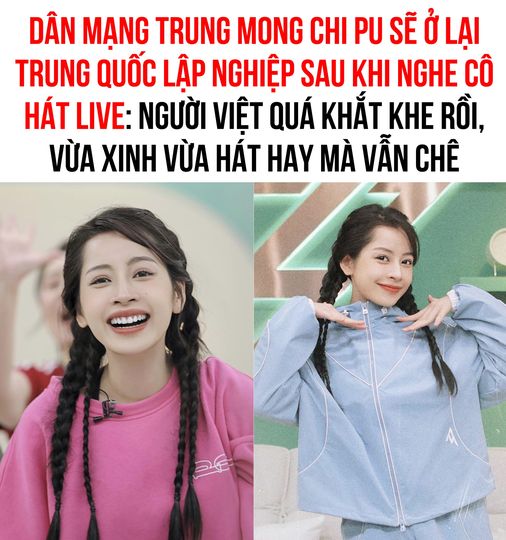 DÂN MẠNG TRUNG MONG CHI PU SẼ Ở LẠI
TRUNG QUỐC LẬP NGHIỆP SAU KHI NGHE CÔ
HÁT LIVE: NGƯỜI VIỆT QUÁ KHẮT KHE RỒI,
VỪA XINH VỪA HÁT HAY MÀ VẪN CHÊ